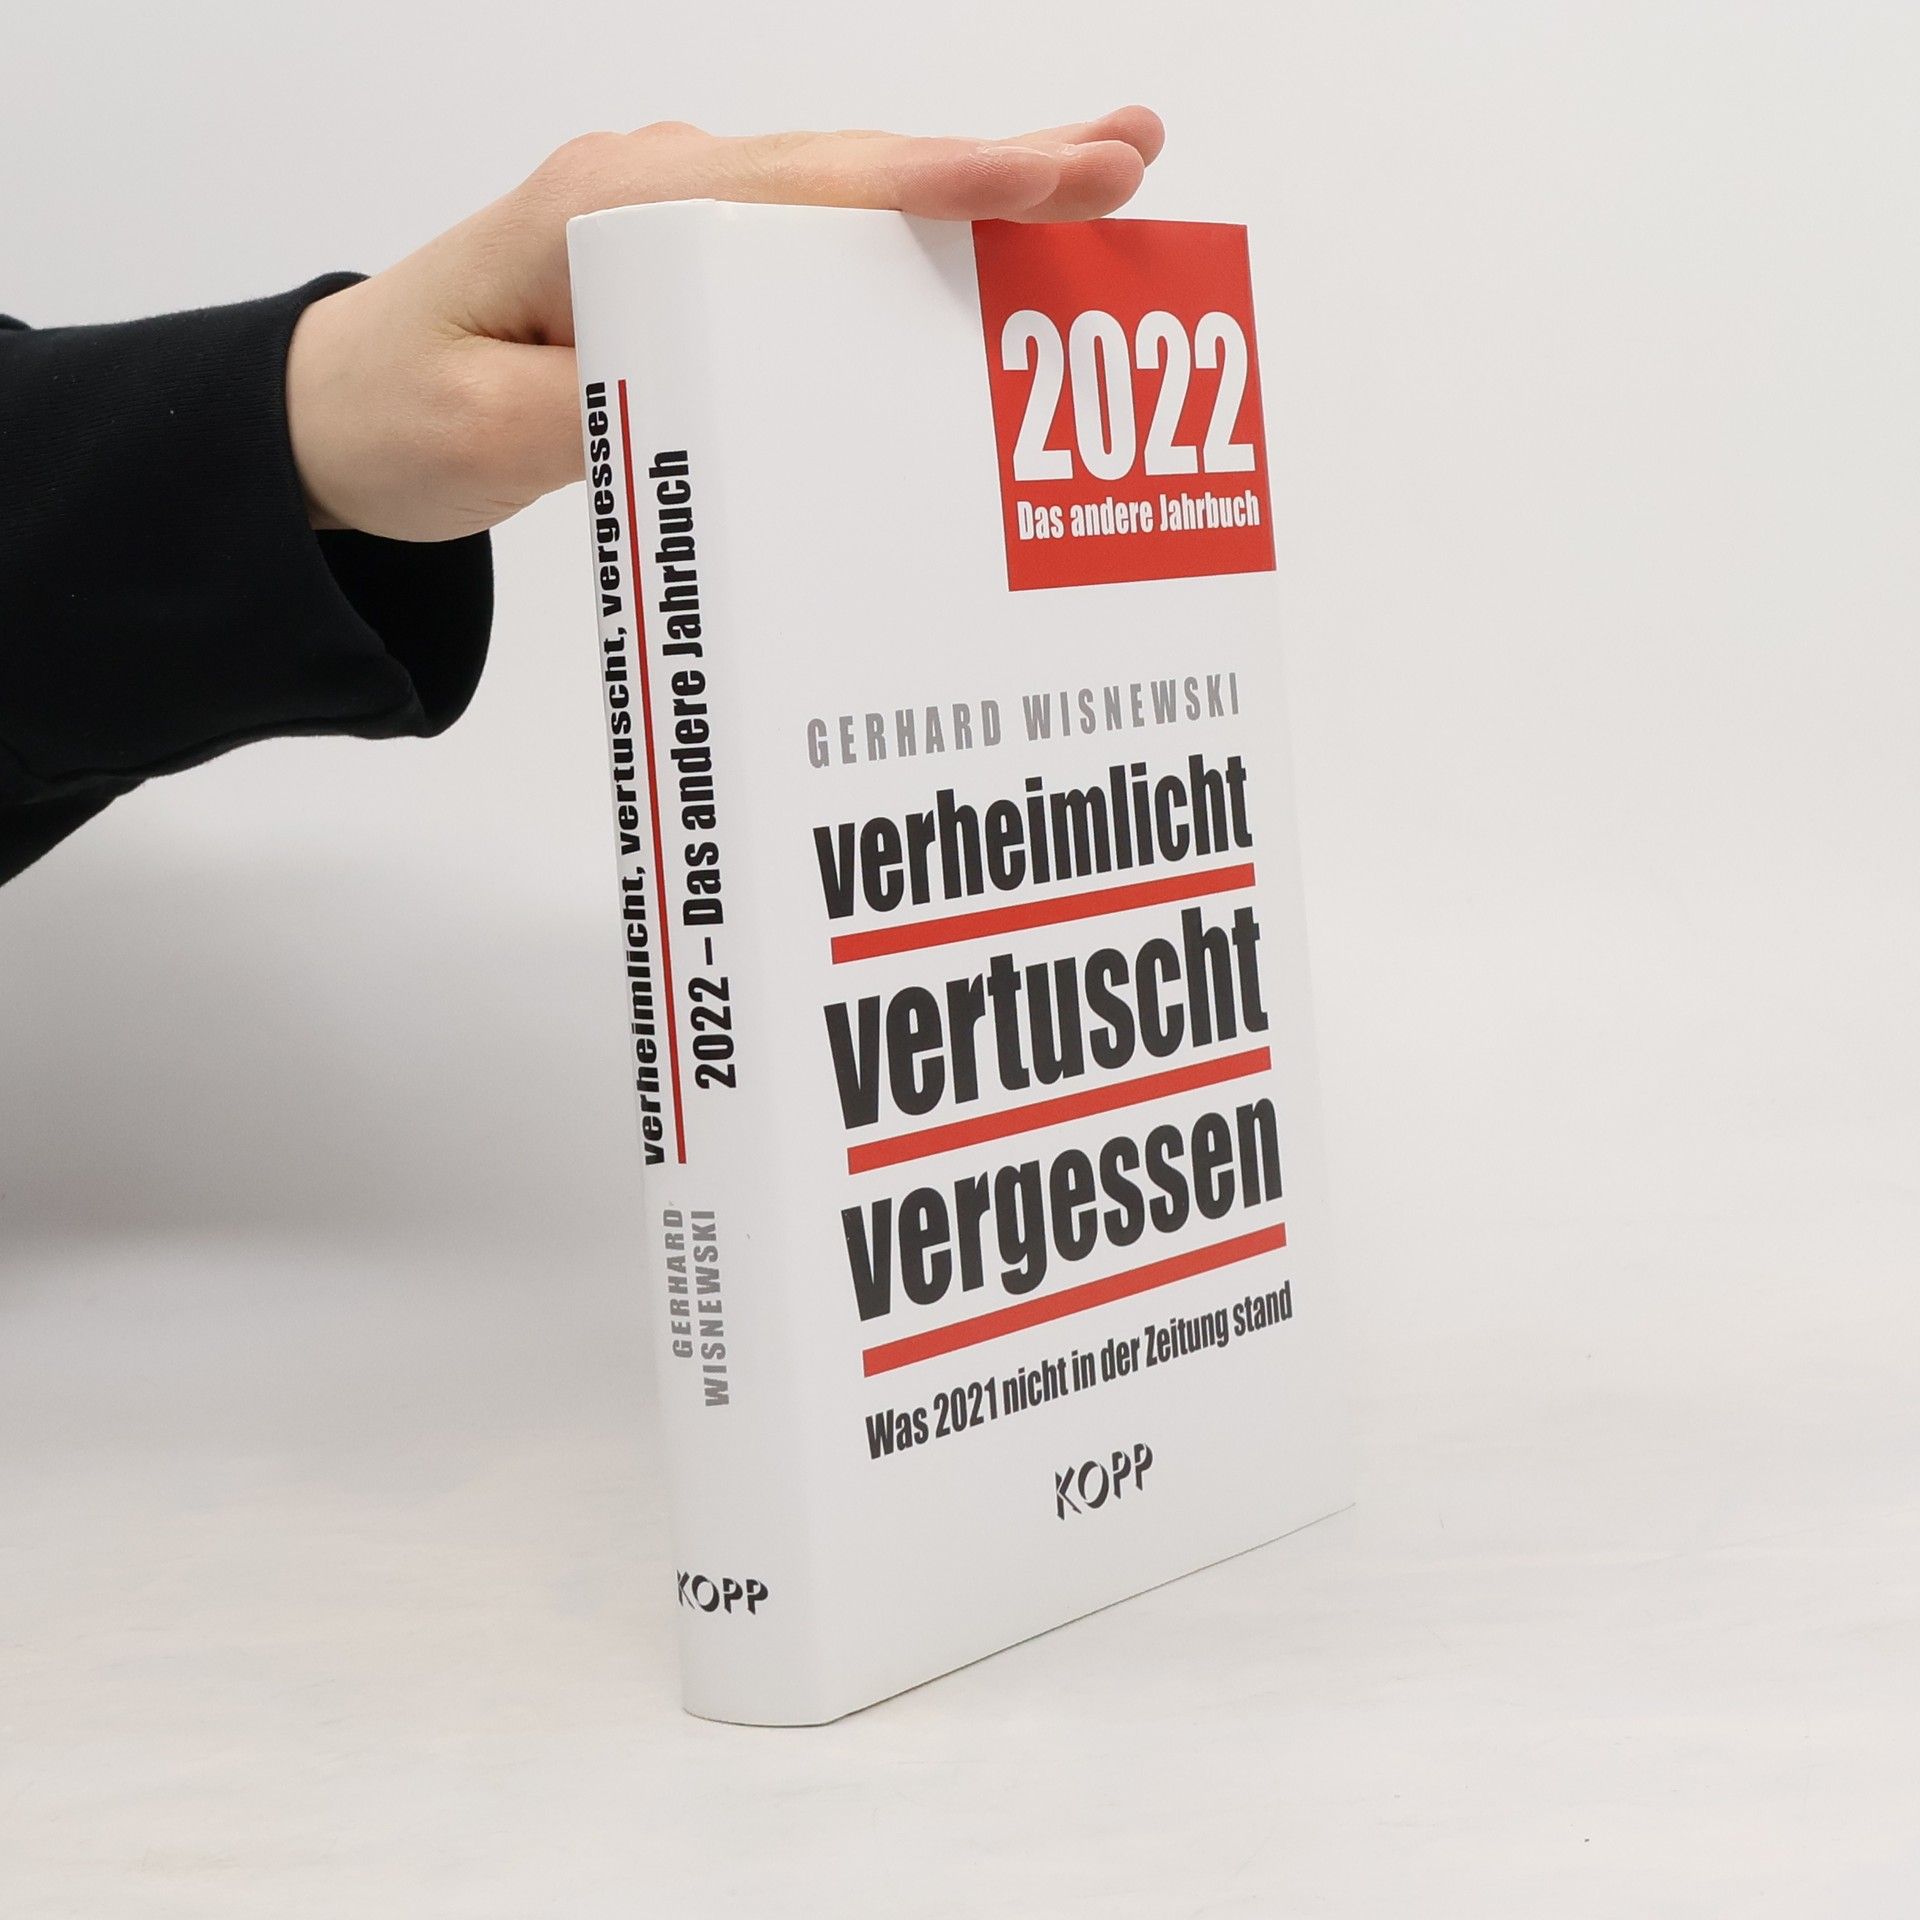 verheimlicht, vertuscht, vergessen
2022 – Das andere Jahrbuch
GERHARD
WISNEWSKI
KOPP
2022
Das andere Jahrbuch
GERHARD WISNEWSKI
verheimlicht
vertuscht
vergessen
Was 2021 nicht in der Zeitung stand
KOPP